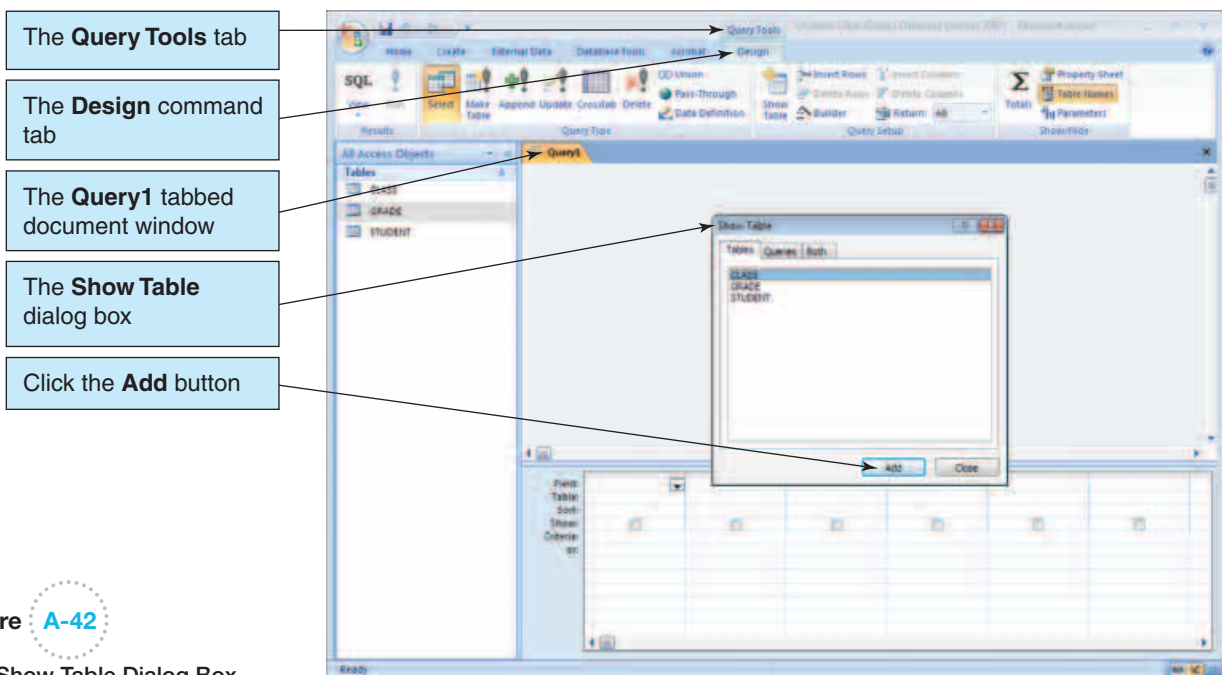 The Query Tools tab
The Design command
tab
The Query1 tabbed
document window
The Show Table
dialog box
Click the Add button
Query Tools
Home Create External Data Database Tools Acrobat Design
SQL
View
Select Make Table Append Update Crosstab Delete
Union
Pass-Through
Data Definition
Show Table
Insert Rows
Delete Rows
Builder
Insert Columns
Delete Columns
Return: All
Totals
Property Sheet
Table Names
Parameters
Results Query Type Query Setup Show/Hide
All Access Objects
Query1
Tables
CLASS
GRADE
STUDENT
Show Table
Tables Queries Both
CLASS
GRADE
STUDENT
Add Close
Field:
Table:
Sort:
Show:
Criteria:
or:
re A-42
Show Table Dialog Box
Ready